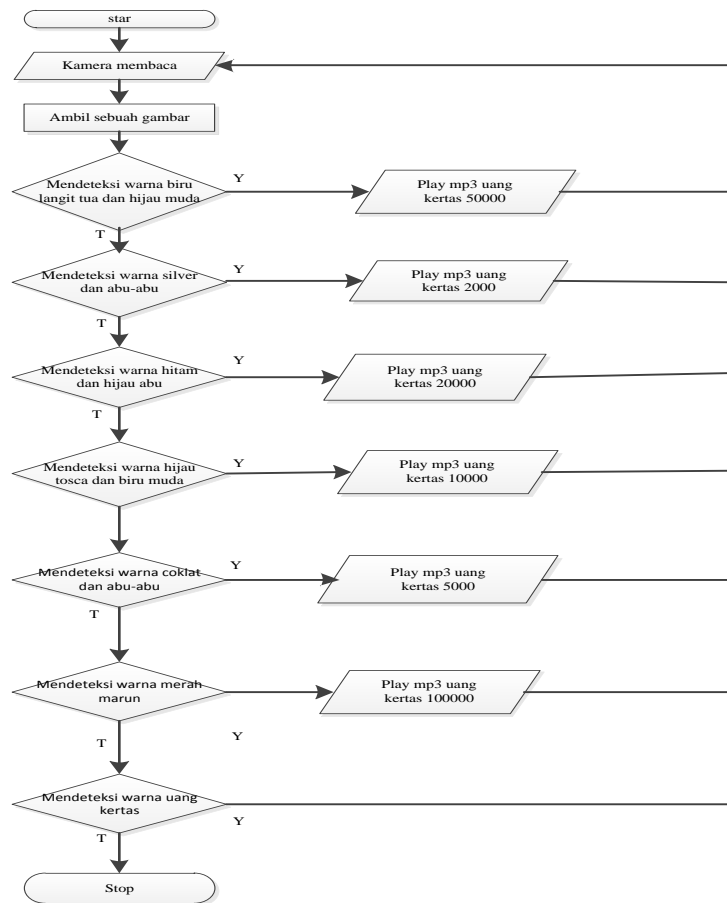 star
Kamera membaca
Ambil sebuah gambar
Mendeteksi warna biru
langit tua dan hijau muda
Y
Play mp3 uang
kertas 50000
T
Mendeteksi warna silver
dan abu-abu
Y
Play mp3 uang
kertas 2000
T
Mendeteksi warna hitam
dan hijau abu
Y
Play mp3 uang
kertas 20000
T
Mendeteksi warna hijau
tosca dan biru muda
Y
Play mp3 uang
kertas 10000
Mendeteksi warna coklat
dan abu-abu
Y
Play mp3 uang
kertas 5000
T
Mendeteksi warna merah
marun
Play mp3 uang
kertas 100000
T
Y
Mendeteksi warna uang
kertas
Y
T
Stop